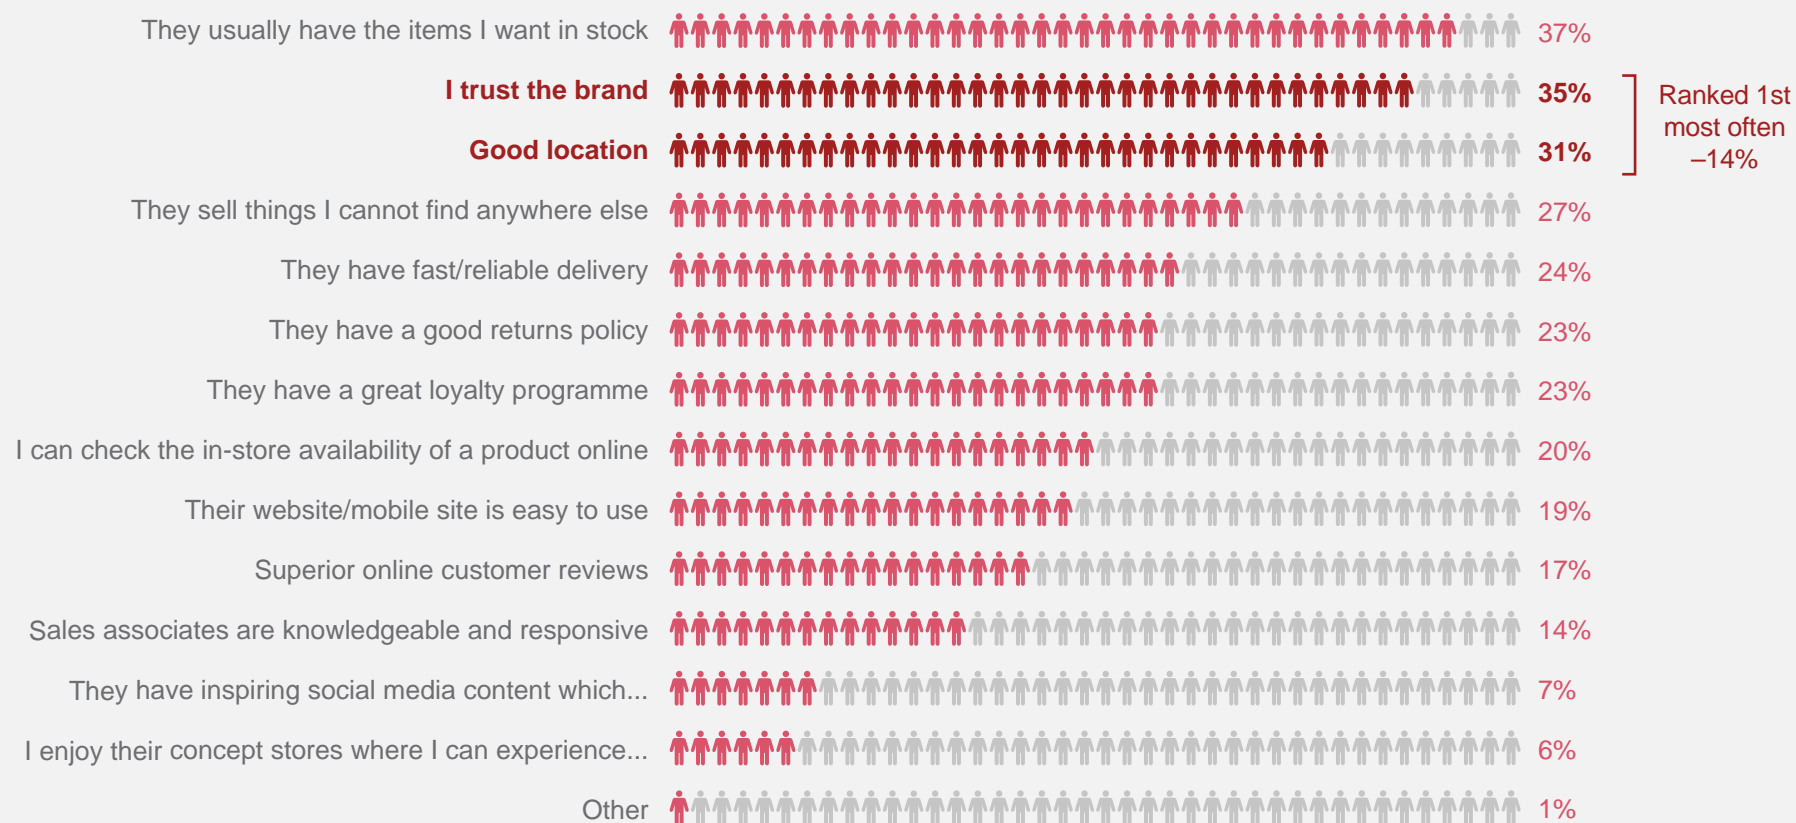 They usually have the items I want in stock 37%
I trust the brand 35%
Good location 31%
Ranked 1st
most often
–14%
They sell things I cannot find anywhere else 27%
They have fast/reliable delivery 24%
They have a good returns policy 23%
They have a great loyalty programme 23%
I can check the in-store availability of a product online 20%
Their website/mobile site is easy to use 19%
Superior online customer reviews 17%
Sales associates are knowledgeable and responsive 14%
They have inspiring social media content which... 7%
I enjoy their concept stores where I can experience... 6%
Other 1%